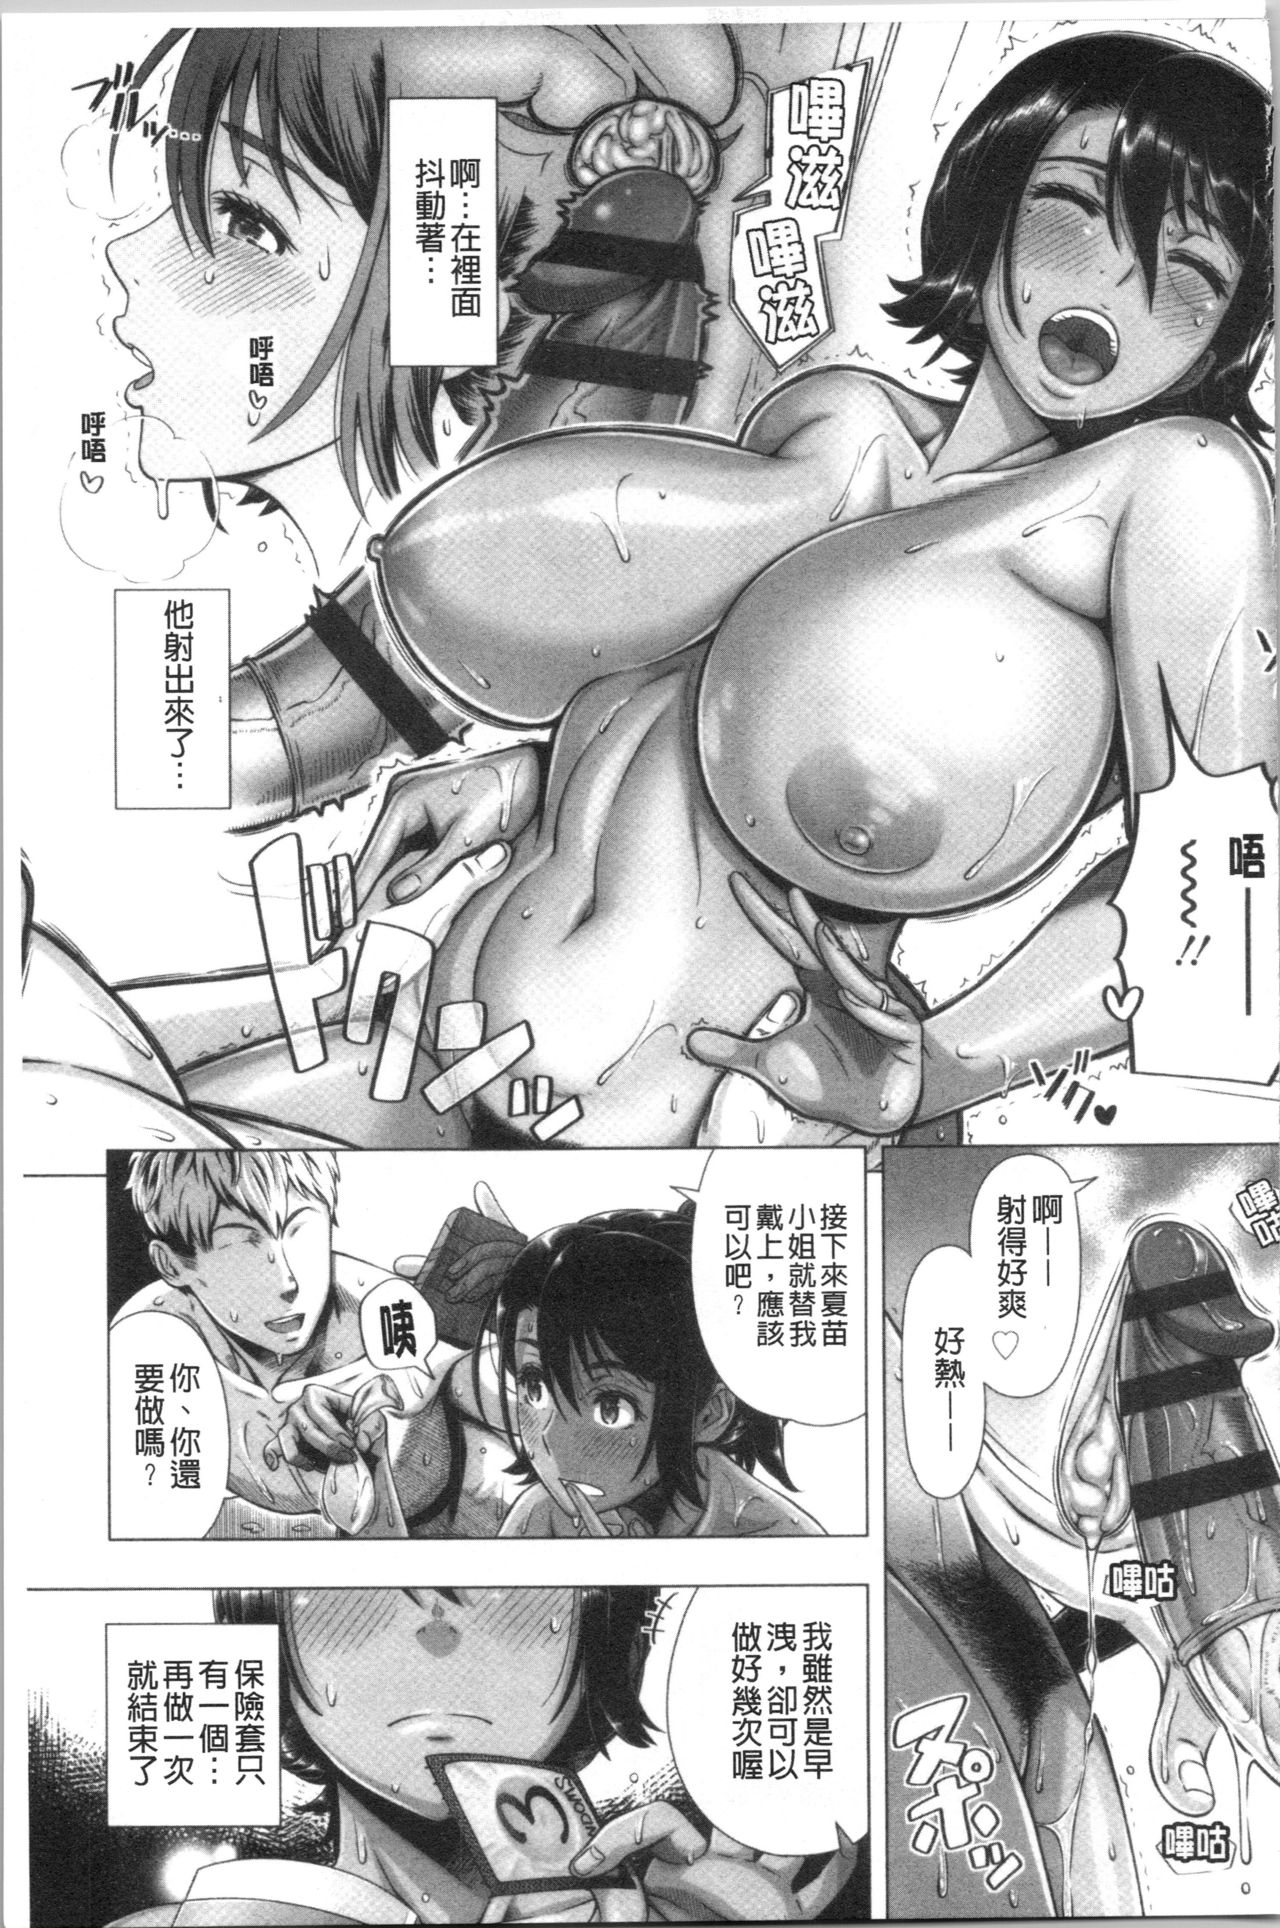 嗶滋
嗶滋
啊…在裡面
抖動著…
呼唔
呼唔
他射出來了…
唔——
!!
啊——
射得好爽♡
好熱——
嗶咕
嗶咕
スポッ
接下來夏苗
小姐就替我
戴上，應該
可以吧？
咦
你、你還
要做嗎？
我雖然是早
洩，卻可以
做好幾次喔
保險套只
有一個…
再做一次
就結束了
3